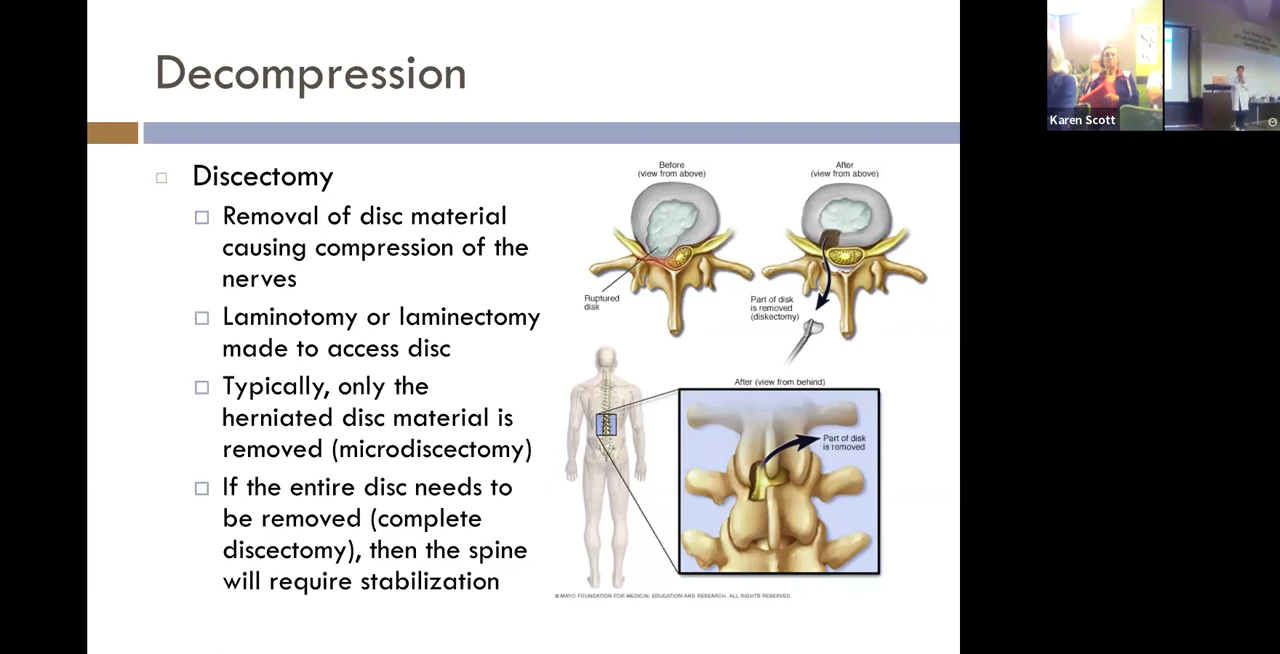 Decompression
Discectomy
Removal of disc material
causing compression of the
nerves
Laminotomy or laminectomy
made to access disc
Typically, only the
herniated disc material is
removed (microdiscectomy)
If the entire disc needs to
be removed (complete
discectomy), then the spine
will require stabilization
Before
(view from above)
After
(view from above)
Ruptured
disk
Part of disk
is removed
(diskectomy)
After (view from behind)
Part of disk
is removed
© MAYO FOUNDATION FOR MEDICAL EDUCATION AND RESEARCH. ALL RIGHTS RESERVED.
Karen Scott